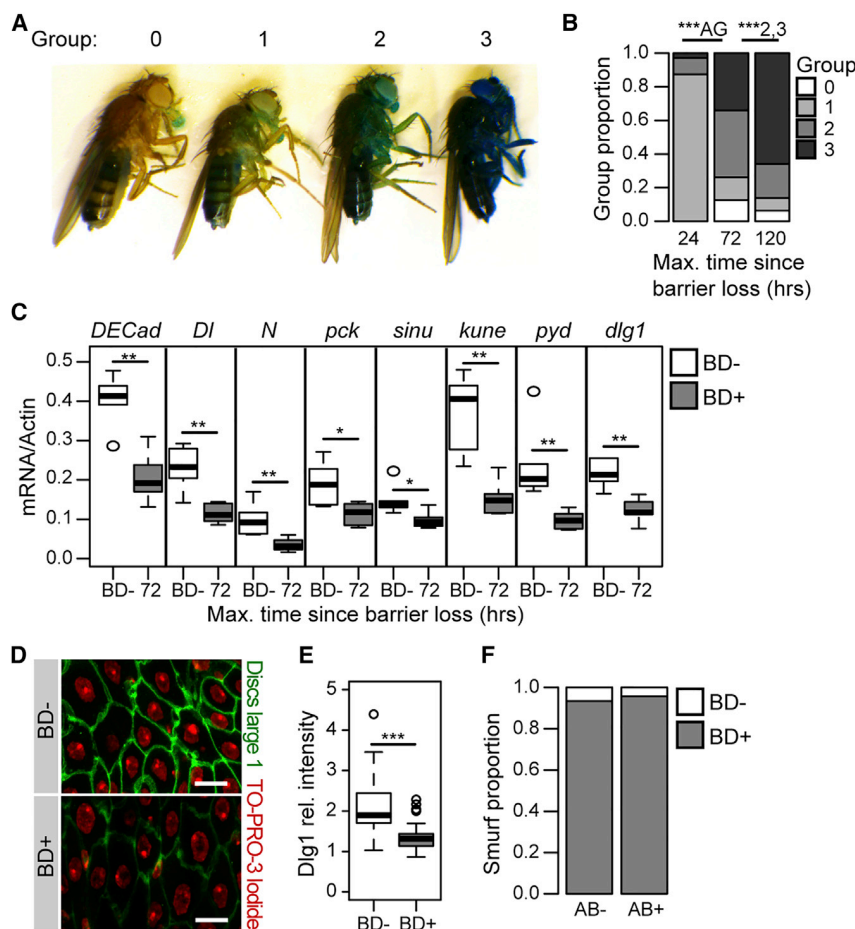 A
Group: 0 1 2 3
B
***AG ***2,3
Group proportion
1.0
0.8
0.6
0.4
0.2
0.0
24 72 120
Max. time since
barrier loss (hrs)
Group
0
1
2
3
C
DECad Dl N pck sinu kune pyd dlg1
mRNA/Actin
0.5
0.4
0.3
0.2
0.1
0.0
** ** ** * * ** ** **
BD- 72 BD- 72 BD- 72 BD- 72 BD- 72 BD- 72 BD- 72 BD- 72
Max. time since barrier loss (hrs)
BD-
BD+
D
BD-
BD+
Discs large 1
TO-PRO-3 Iodide
E
Dlg1 rel. intensity
5
4
3
2
1
0
***
BD- BD+
F
Smurf proportion
1.0
0.8
0.6
0.4
0.2
0.0
AB- AB+
BD-
BD+